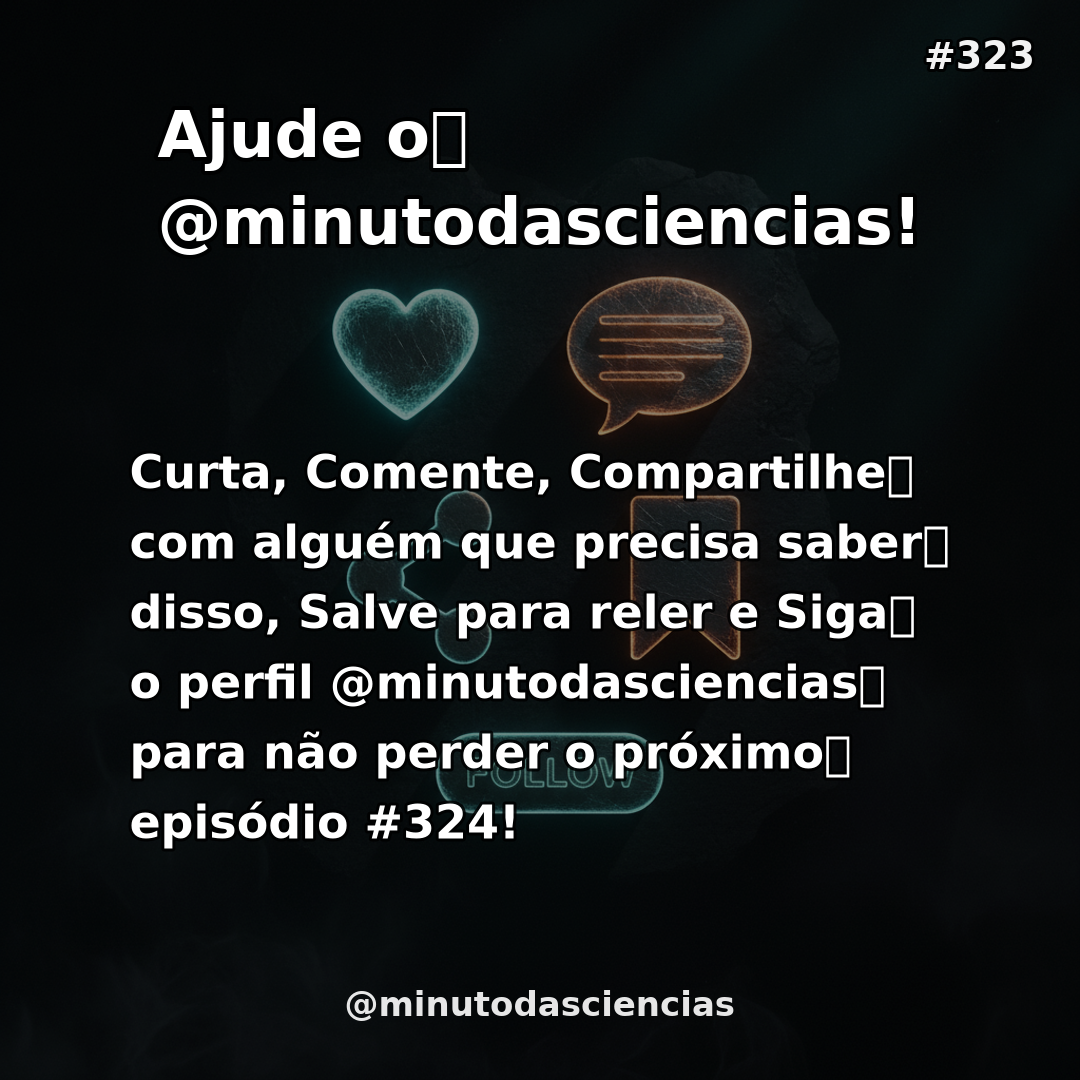 #323
Ajude o▯
@minutodasciencias!
Curta, Comente, Compartilhe▯
com alguém que precisa saber▯
disso, Salve para reler e Siga▯
o perfil @minutodasciencias▯
para não perder o próximo▯
FOLLOW
episódio #324!
@minutodasciencias